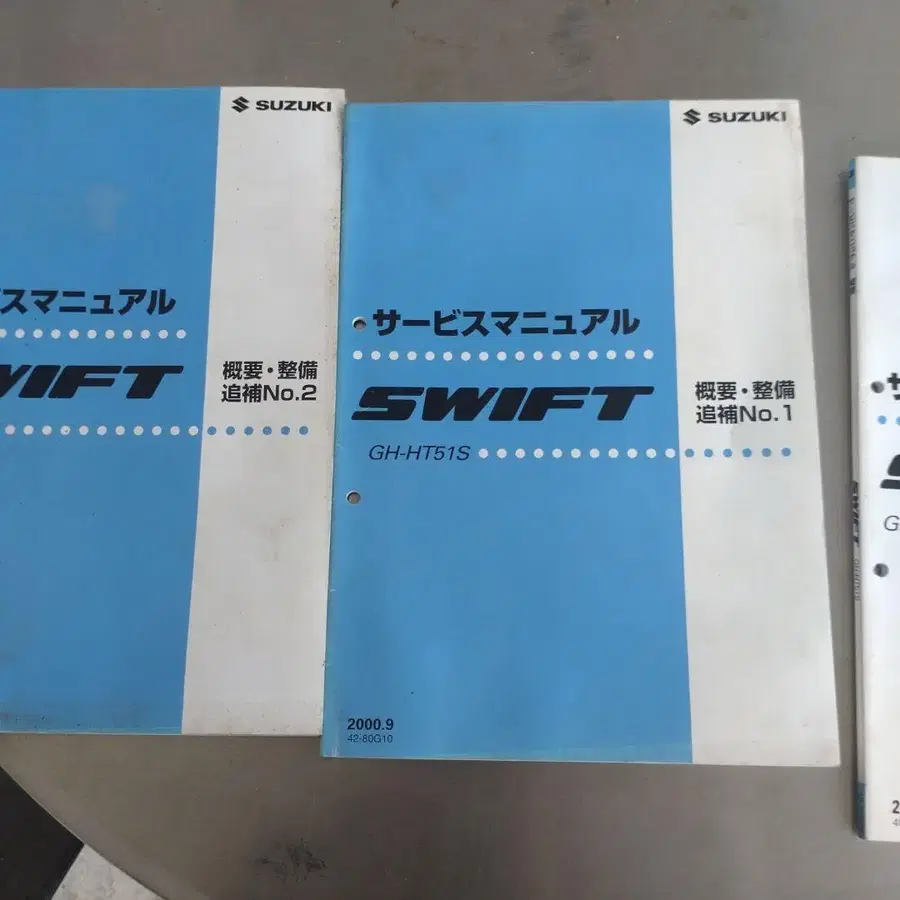 SUZUKI
スマニュアル
WIFT
概要・整備
追補No.2
SUZUKI
サービスマニュアル
SWIFT
概要・整備
追補No.1
GH-HT51S
2000.9
42-80G10
サ
S
G
2